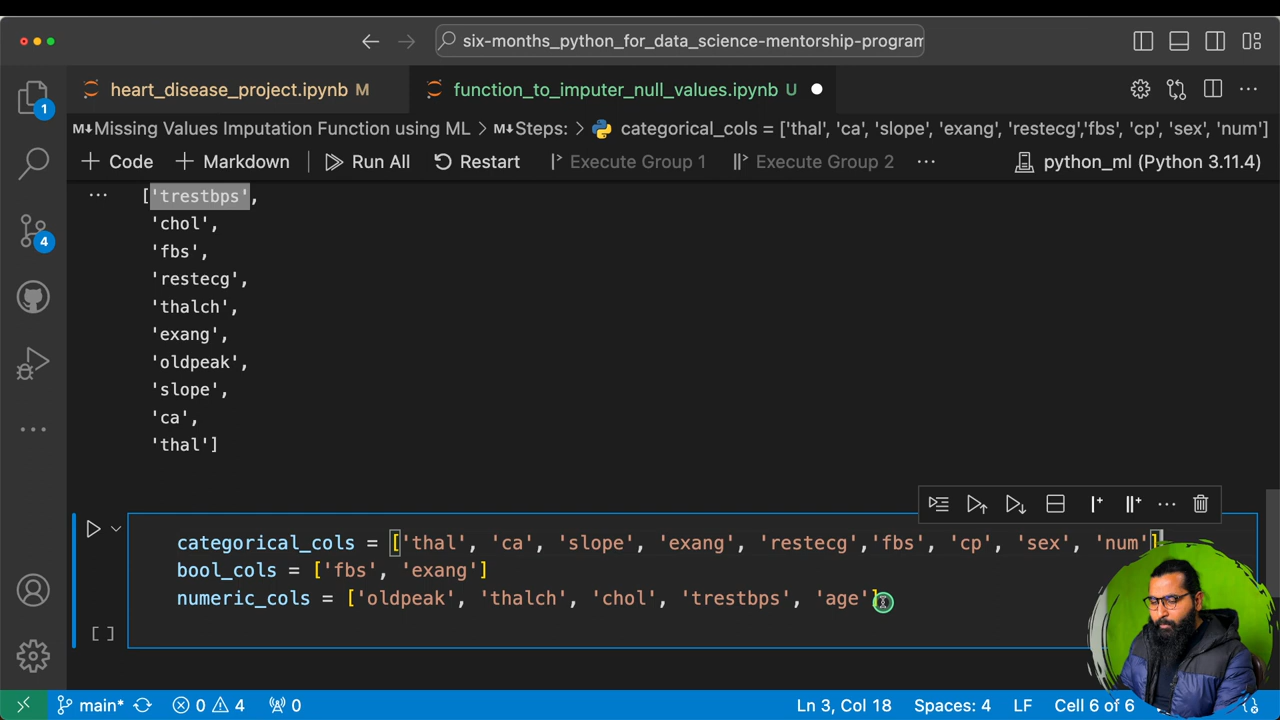 six-months_python_for_data_science-mentorship-program
heart_disease_project.ipynb M
function_to_imputer_null_values.ipynb U
M↓Missing Values Imputation Function using ML > M↓Steps: > categorical_cols = ['thal', 'ca', 'slope', 'exang', 'restecg','fbs', 'cp', 'sex', 'num']
+ Code + Markdown Run All Restart Execute Group 1 Execute Group 2 ··· python_ml (Python 3.11.4)
1
4
··· ['trestbps',
'chol',
'fbs',
'restecg',
'thalch',
'exang',
'oldpeak',
'slope',
'ca',
'thal']
categorical_cols = ['thal', 'ca', 'slope', 'exang', 'restecg','fbs', 'cp', 'sex', 'num']
bool_cols = ['fbs', 'exang']
numeric_cols = ['oldpeak', 'thalch', 'chol', 'trestbps', 'age']
[ ]
main* 0 4 0 Ln 3, Col 18 Spaces: 4 LF Cell 6 of 6